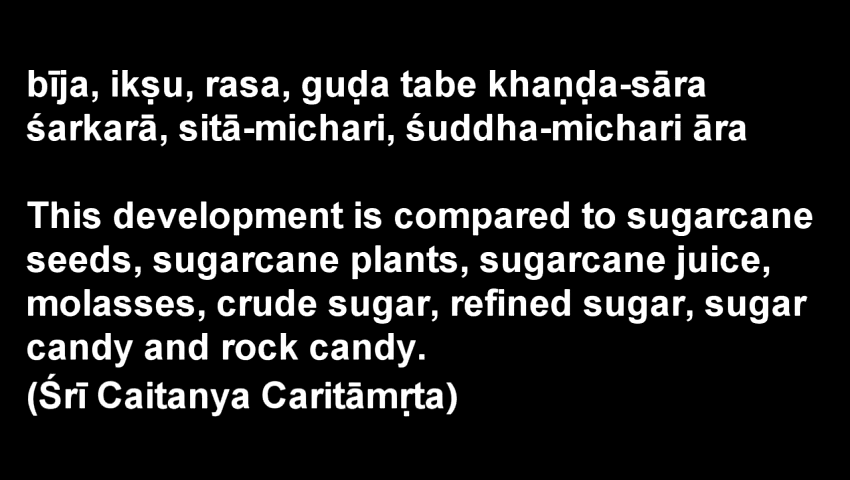 bīja, ikṣu, rasa, guḍa tabe khaṇḍa-sāra
śarkarā, sitā-michari, śuddha-michari āra
This development is compared to sugarcane
seeds, sugarcane plants, sugarcane juice,
molasses, crude sugar, refined sugar, sugar
candy and rock candy.
(Śrī Caitanya Caritāmṛta)